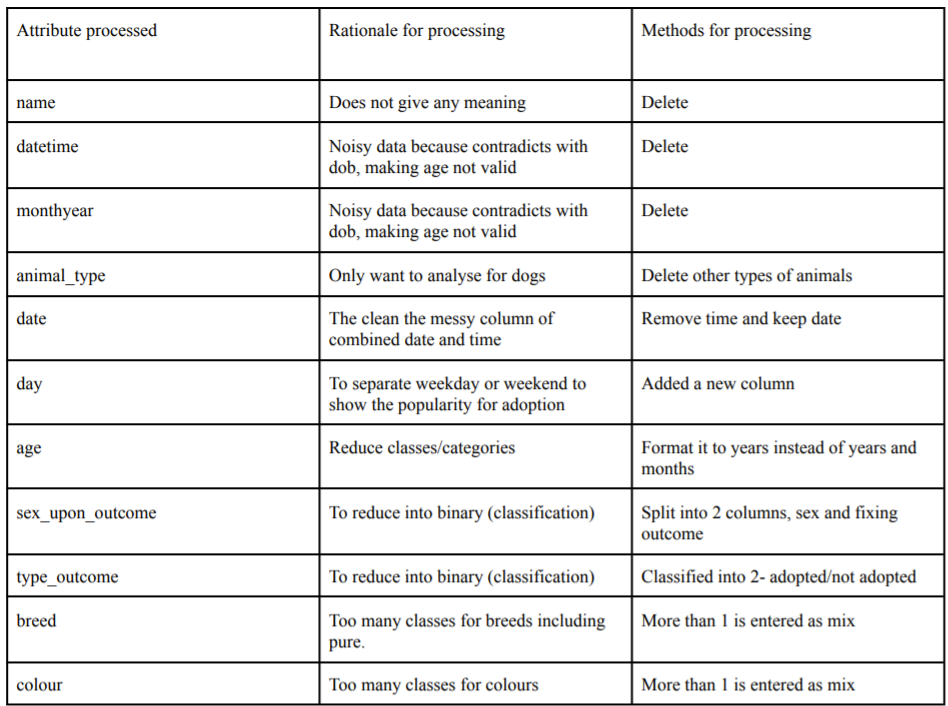 Attribute processed
Rationale for processing
Methods for processing
name
Does not give any meaning
Delete
datetime
Noisy data because contradicts with
dob, making age not valid
Delete
monthyear
Noisy data because contradicts with
dob, making age not valid
Delete
animal_type
Only want to analyse for dogs
Delete other types of animals
date
The clean the messy column of
combined date and time
Remove time and keep date
day
To separate weekday or weekend to
show the popularity for adoption
Added a new column
age
Reduce classes/categories
Format it to years instead of years and
months
sex_upon_outcome
To reduce into binary (classification)
Split into 2 columns, sex and fixing
outcome
type_outcome
To reduce into binary (classification)
Classified into 2- adopted/not adopted
breed
Too many classes for breeds including
pure.
More than 1 is entered as mix
colour
Too many classes for colours
More than 1 is entered as mix